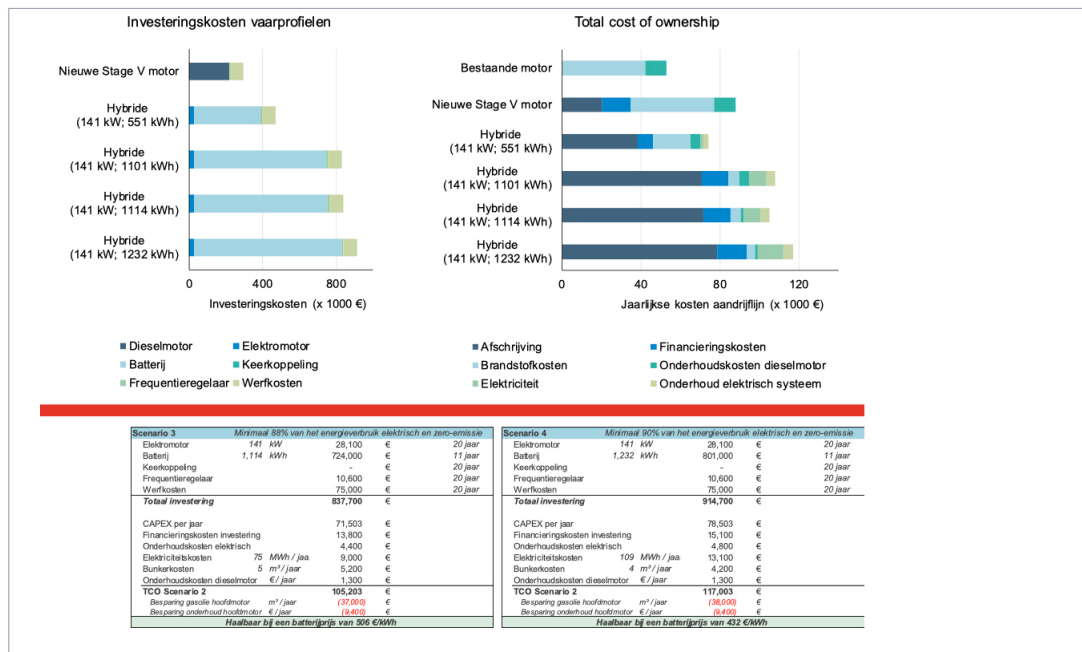 Investeringskosten vaarprofielen
Nieuwe Stage V motor
Hybride
(141 kW; 551 kWh)
Hybride
(141 kW; 1101 kWh)
Hybride
(141 kW; 1114 kWh)
Hybride
(141 kW; 1232 kWh)
0 400 800
Investeringskosten (x 1000 €)
Dieselmotor Elektromotor
Batterij Keerkoppeling
Frequentieregelaar Werfkosten
Total cost of ownership
Bestaande motor
Nieuwe Stage V motor
Hybride
(141 kW; 551 kWh)
Hybride
(141 kW; 1101 kWh)
Hybride
(141 kW; 1114 kWh)
Hybride
(141 kW; 1232 kWh)
0 40 80 120
Jaarlijkse kosten aandrijflijn (x 1000 €)
Afschrijving Financieringskosten
Brandstofkosten Onderhoudskosten dieselmotor
Elektriciteit Onderhoud elektrisch systeem
Scenario 3 Minimaal 88% van het energieverbruik elektrisch en zero-emissie
Elektromotor 141 kW 28,100 € 20 jaar
Batterij 1,114 kWh 724,000 € 11 jaar
Keerkoppeling - € 20 jaar
Frequentieregelaar 10,600 € 20 jaar
Werfkosten 75,000 € 20 jaar
Totaal investering 837,700 €
CAPEX per jaar 71,503 €
Financieringskosten investering 13,800 €
Onderhoudskosten elektrisch 4,400 €
Elektriciteitskosten 75 MWh / jaa 9,000 €
Bunkerkosten 5 m³ / jaar 5,200 €
Onderhoudskosten dieselmotor € / jaar 1,300 €
TCO Scenario 2 105,203 €
Besparing gasolie hoofdmotor m³ / jaar (37,000) €
Besparing onderhoud hoofdmotor € / jaar (9,400) €
Haalbaar bij een batterijprijs van 506 €/kWh
Scenario 4 Minimaal 90% van het energieverbruik elektrisch en zero-emissie
Elektromotor 141 kW 28,100 € 20 jaar
Batterij 1,232 kWh 801,000 € 11 jaar
Keerkoppeling - € 20 jaar
Frequentieregelaar 10,600 € 20 jaar
Werfkosten 75,000 € 20 jaar
Totaal investering 914,700 €
CAPEX per jaar 78,503 €
Financieringskosten investering 15,100 €
Onderhoudskosten elektrisch 4,800 €
Elektriciteitskosten 109 MWh / jaa 13,100 €
Bunkerkosten 4 m³ / jaar 4,200 €
Onderhoudskosten dieselmotor € / jaar 1,300 €
TCO Scenario 2 117,003 €
Besparing gasolie hoofdmotor m³ / jaar (38,000) €
Besparing onderhoud hoofdmotor € / jaar (9,400) €
Haalbaar bij een batterijprijs van 432 €/kWh